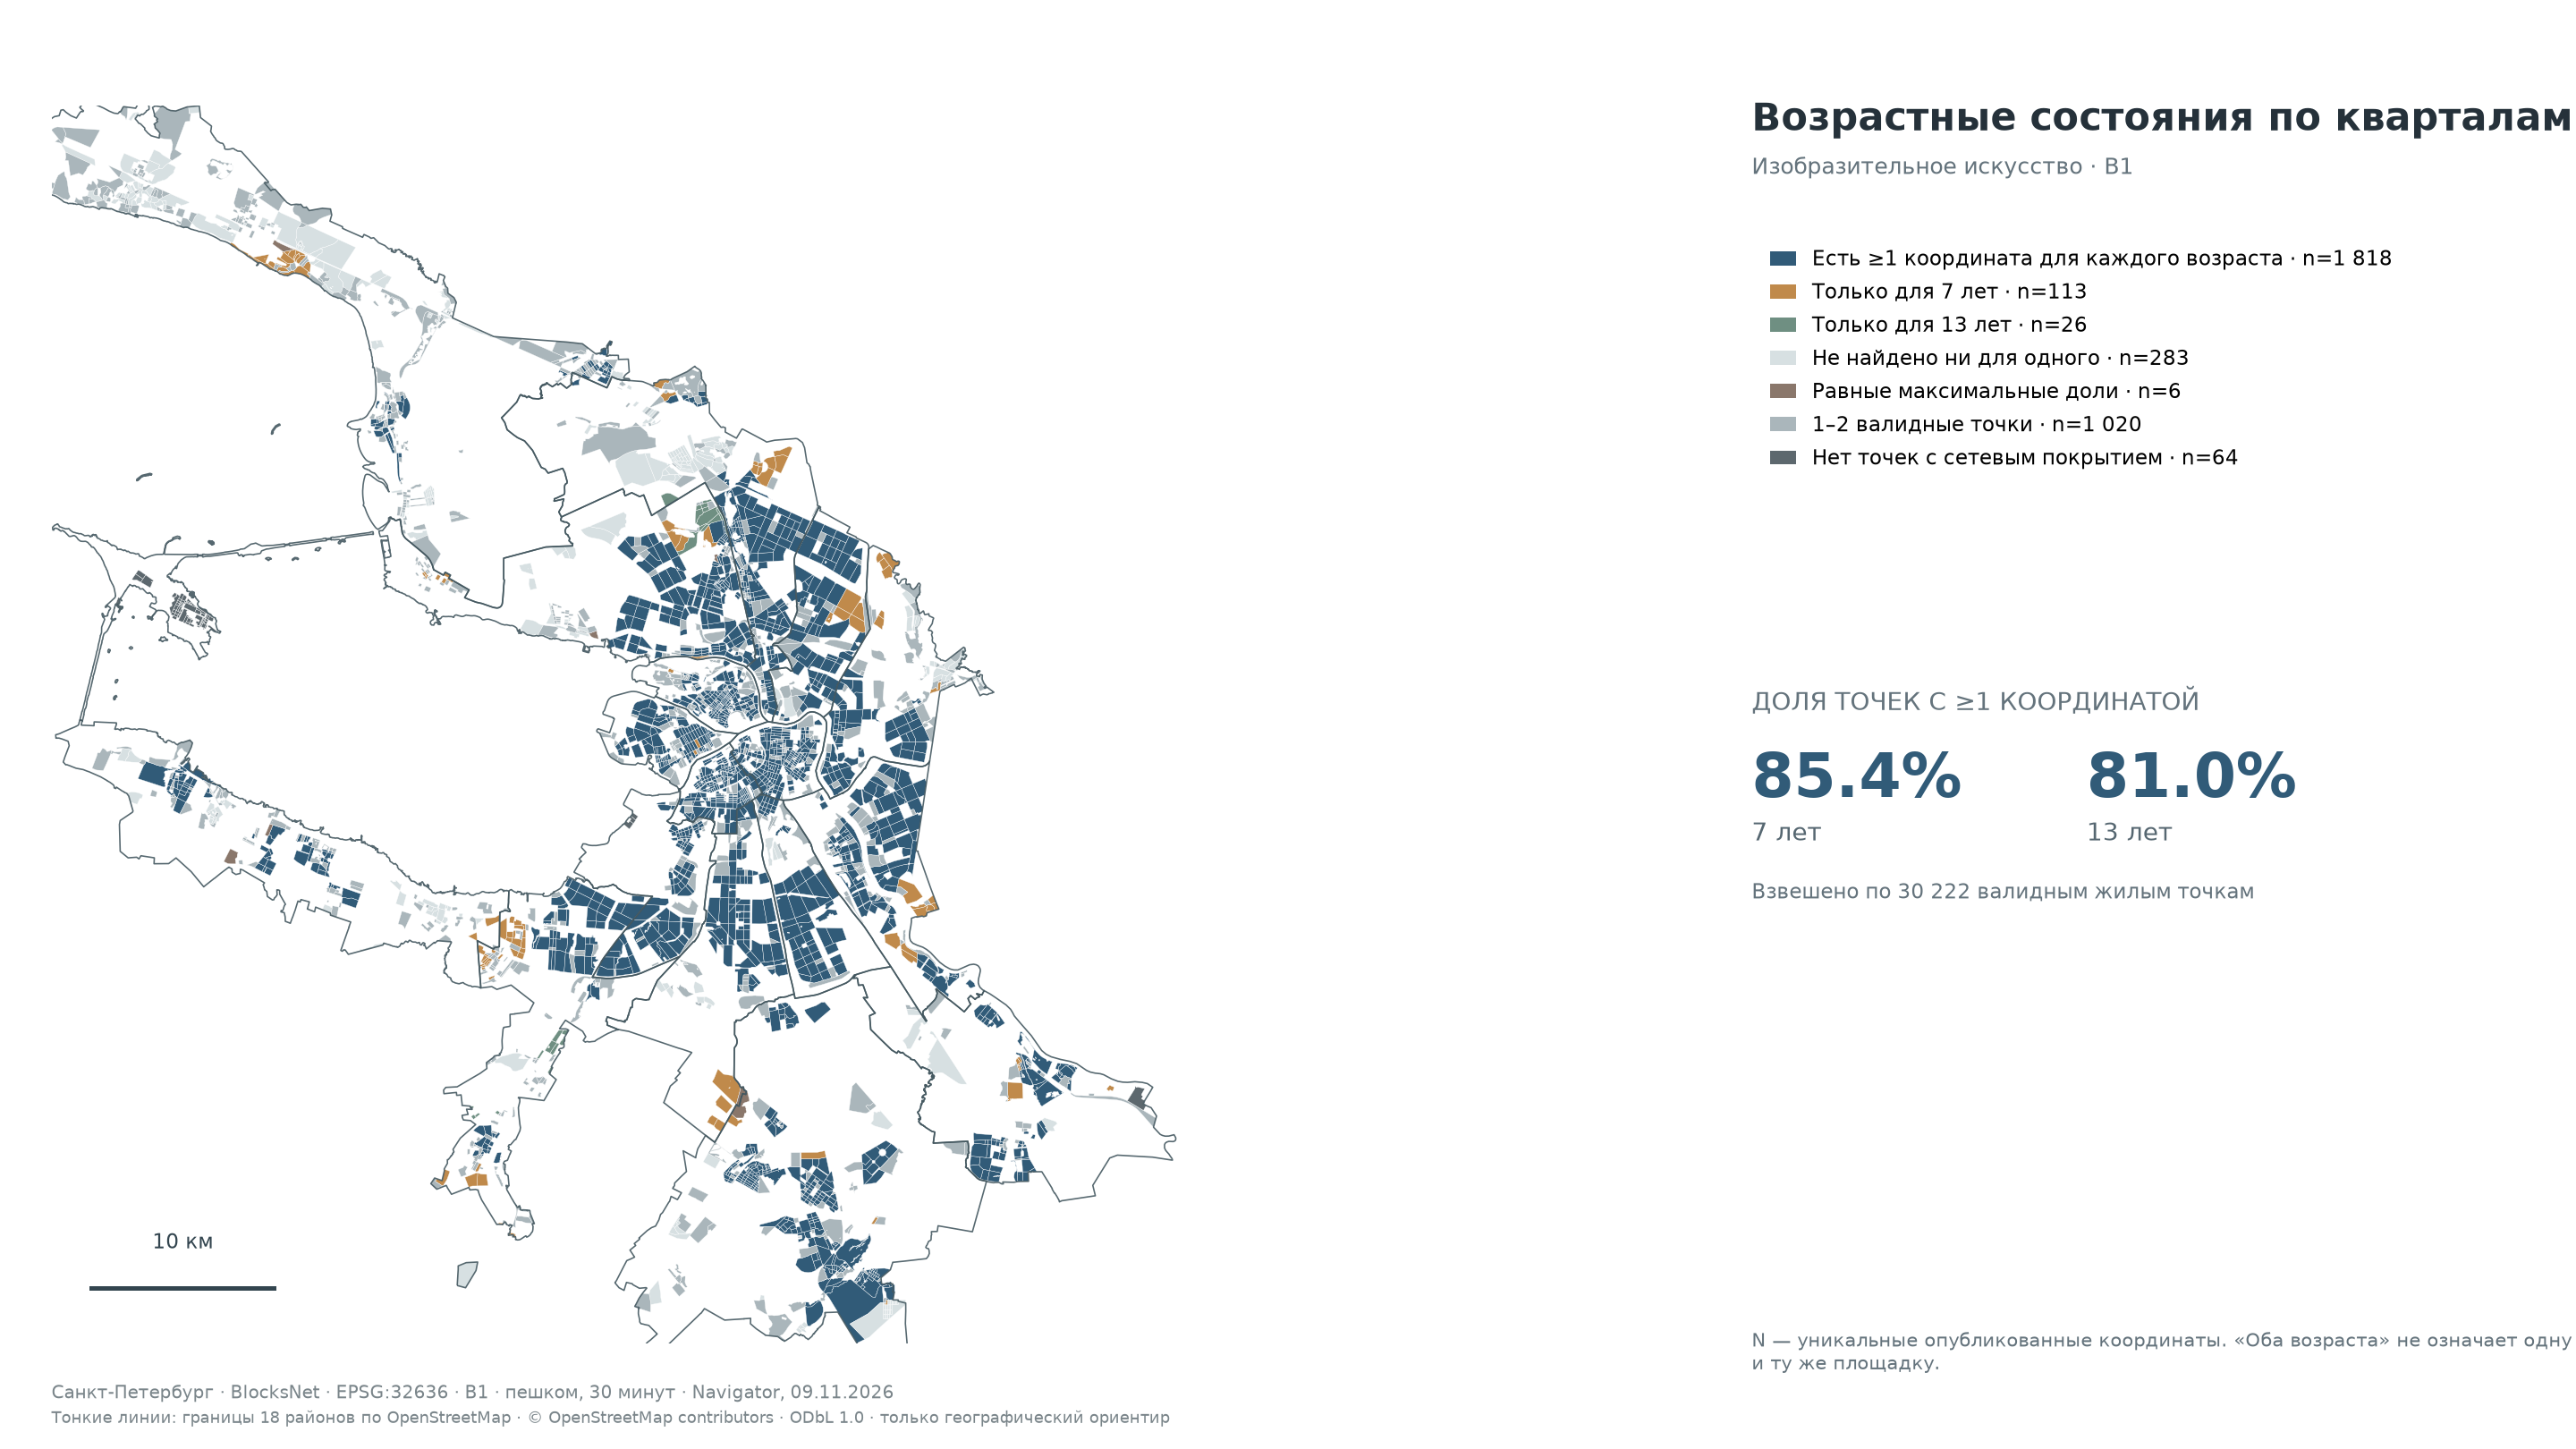 Возрастные состояния по кварталам
Изобразительное искусство · B1
Есть ≥1 координата для каждого возраста · n=1 818
Только для 7 лет · n=113
Только для 13 лет · n=26
Не найдено ни для одного · n=283
Равные максимальные доли · n=6
1–2 валидные точки · n=1 020
Нет точек с сетевым покрытием · n=64
ДОЛЯ ТОЧЕК С ≥1 КООРДИНАТОЙ
85.4% 81.0%
7 лет 13 лет
Взвешено по 30 222 валидным жилым точкам
10 км
N — уникальные опубликованные координаты. «Оба возраста» не означает одну
и ту же площадку.
Санкт-Петербург · BlocksNet · EPSG:32636 · B1 · пешком, 30 минут · Navigator, 09.11.2026
Тонкие линии: границы 18 районов по OpenStreetMap · © OpenStreetMap contributors · ODbL 1.0 · только географический ориентир